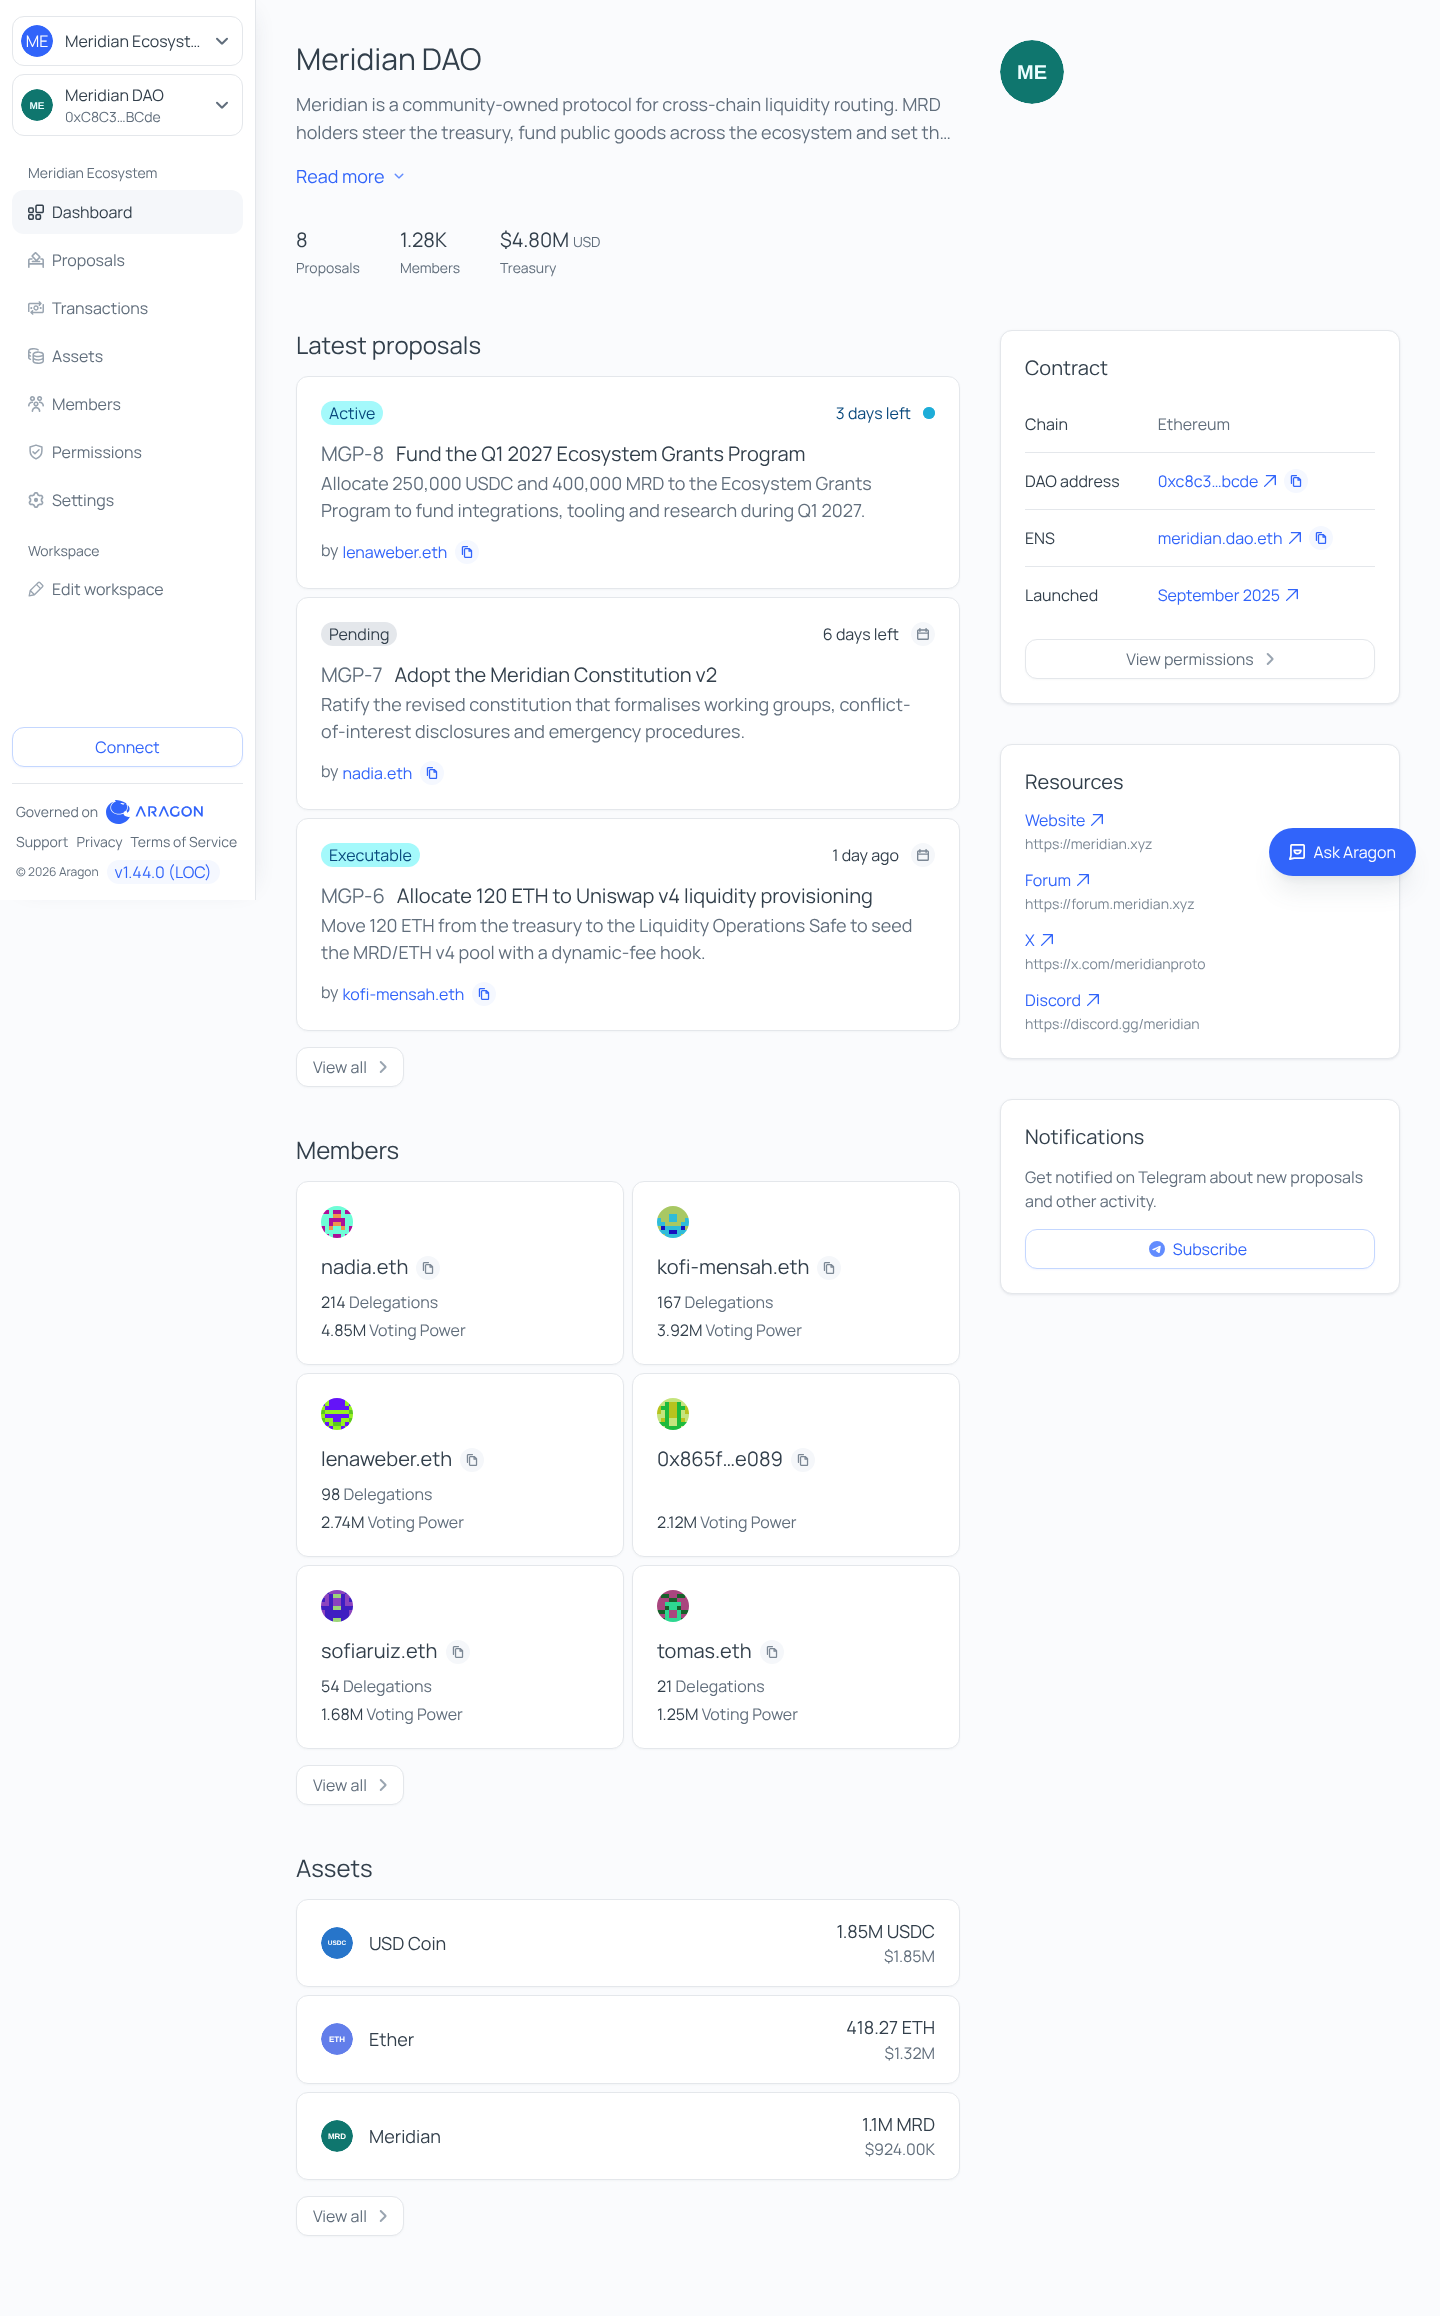 ME Meridian Ecosyst...
ME Meridian DAO
0xC8C3...BCde
Meridian Ecosystem
Dashboard
Proposals
Transactions
Assets
Members
Permissions
Settings
Workspace
Edit workspace
Connect
Governed on ARAGON
Support Privacy Terms of Service
© 2026 Aragon v1.44.0 (LOC)
Meridian DAO
Meridian is a community-owned protocol for cross-chain liquidity routing. MRD
holders steer the treasury, fund public goods across the ecosystem and set th...
Read more
8 1.28K $4.80M USD
Proposals Members Treasury
ME
Latest proposals
Active 3 days left
MGP-8 Fund the Q1 2027 Ecosystem Grants Program
Allocate 250,000 USDC and 400,000 MRD to the Ecosystem Grants
Program to fund integrations, tooling and research during Q1 2027.
by lenaweber.eth
Pending 6 days left
MGP-7 Adopt the Meridian Constitution v2
Ratify the revised constitution that formalises working groups, conflict-
of-interest disclosures and emergency procedures.
by nadia.eth
Executable 1 day ago
MGP-6 Allocate 120 ETH to Uniswap v4 liquidity provisioning
Move 120 ETH from the treasury to the Liquidity Operations Safe to seed
the MRD/ETH v4 pool with a dynamic-fee hook.
by kofi-mensah.eth
View all
Members
nadia.eth
214 Delegations
4.85M Voting Power
kofi-mensah.eth
167 Delegations
3.92M Voting Power
lenaweber.eth
98 Delegations
2.74M Voting Power
0x865f...e089
2.12M Voting Power
sofiaruiz.eth
54 Delegations
1.68M Voting Power
tomas.eth
21 Delegations
1.25M Voting Power
View all
Assets
USDC USD Coin 1.85M USDC
$1.85M
ETH Ether 418.27 ETH
$1.32M
MRD Meridian 1.1M MRD
$924.00K
View all
Contract
Chain Ethereum
DAO address 0xc8c3...bcde
ENS meridian.dao.eth
Launched September 2025
View permissions
Resources
Website
https://meridian.xyz
Forum
https://forum.meridian.xyz
X
https://x.com/meridianproto
Discord
https://discord.gg/meridian
Ask Aragon
Notifications
Get notified on Telegram about new proposals
and other activity.
Subscribe